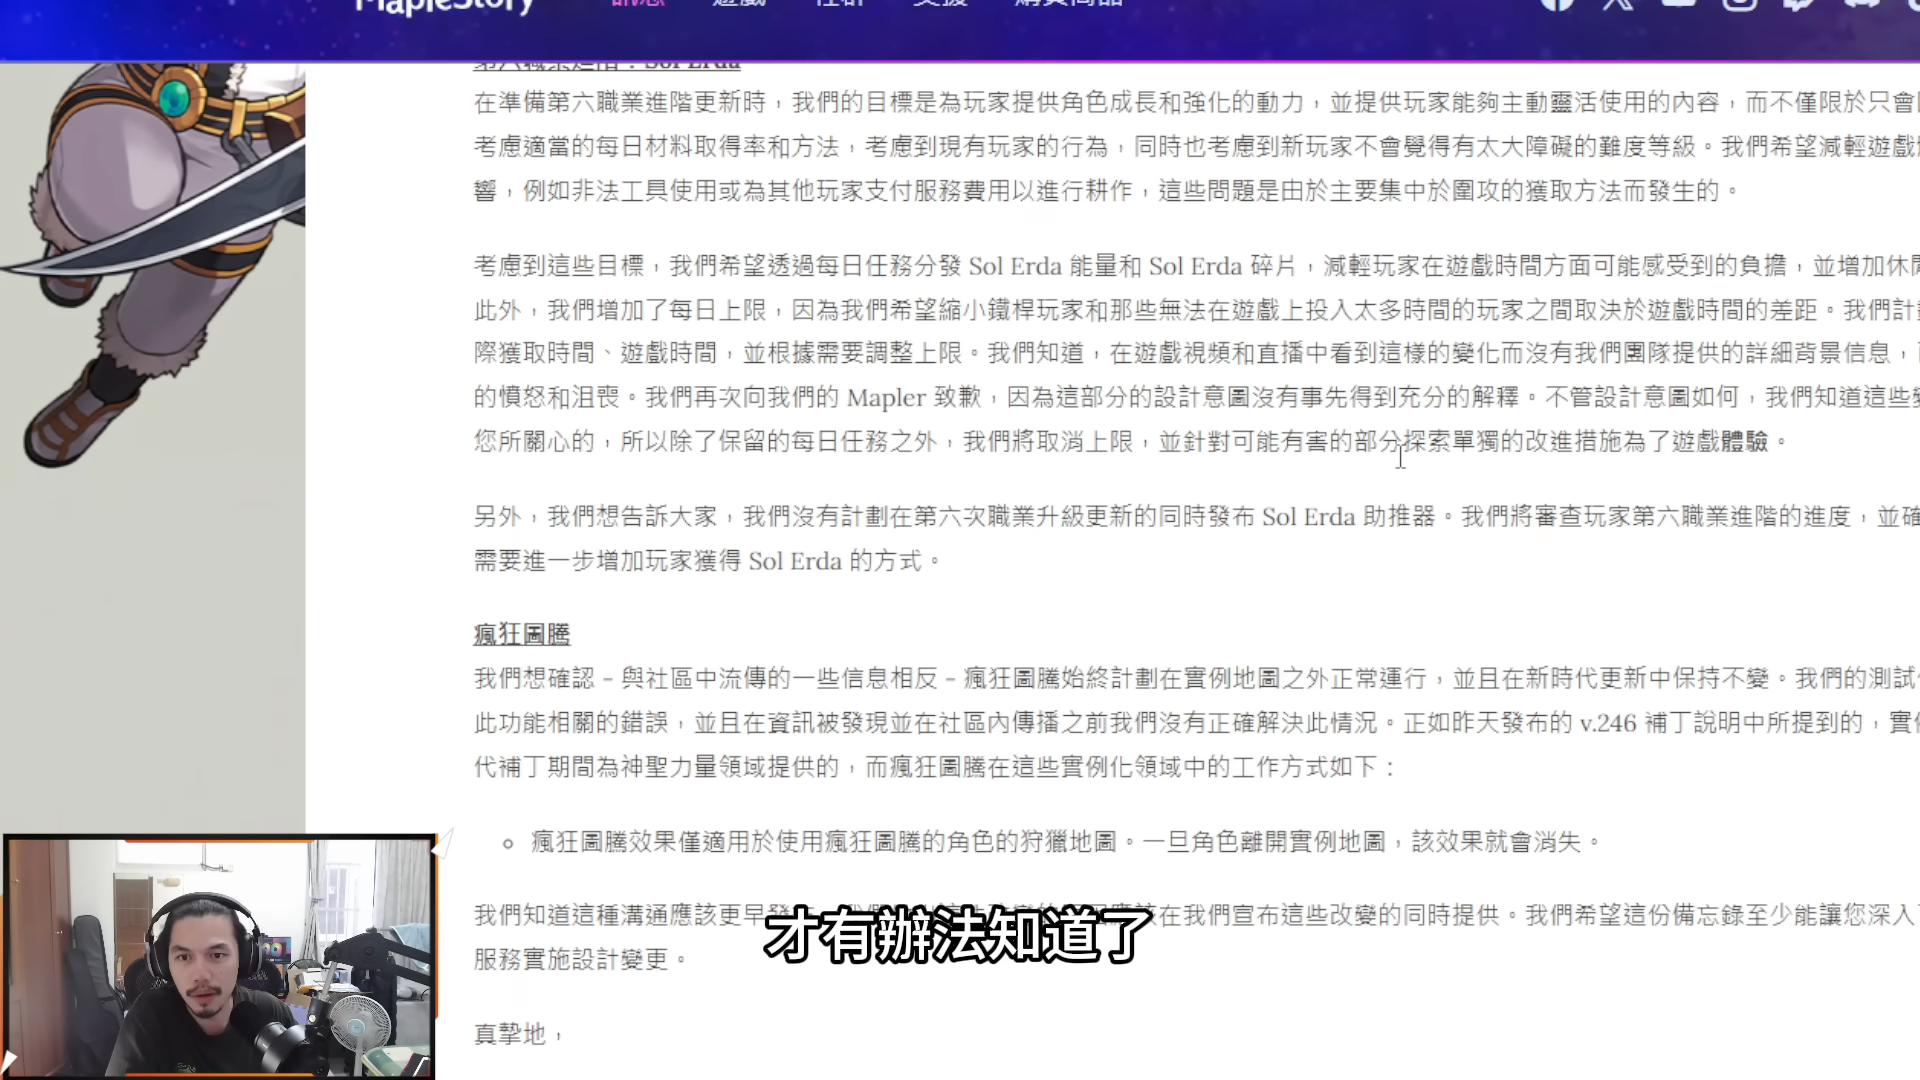 MapleStory 訊息 遊戲 社群 支援 購買商品
第六職業進階：Sol Erda
在準備第六職業進階更新時，我們的目標是為玩家提供角色成長和強化的動力，並提供玩家能夠主動靈活使用的內容，而不僅限於只會
考慮適當的每日材料取得率和方法，考慮到現有玩家的行為，同時也考慮到新玩家不會覺得有太大障礙的難度等級。我們希望減輕遊戲
響，例如非法工具使用或為其他玩家支付服務費用以進行耕作，這些問題是由於主要集中於圍攻的獲取方法而發生的。
考慮到這些目標，我們希望透過每日任務分發 Sol Erda 能量和 Sol Erda 碎片，減輕玩家在遊戲時間方面可能感受到的負擔，並增加休
此外，我們增加了每日上限，因為我們希望縮小鐵桿玩家和那些無法在遊戲上投入太多時間的玩家之間取決於遊戲時間的差距。我們計
際獲取時間、遊戲時間，並根據需要調整上限。我們知道，在遊戲視頻和直播中看到這樣的變化而沒有我們團隊提供的詳細背景信息，
的憤怒和沮喪。我們再次向我們的 Mapler 致歉，因為這部分的設計意圖沒有事先得到充分的解釋。不管設計意圖如何，我們知道這些
您所關心的，所以除了保留的每日任務之外，我們將取消上限，並針對可能有害的部分探索單獨的改進措施為了遊戲體驗。
另外，我們想告訴大家，我們沒有計劃在第六次職業升級更新的同時發布 Sol Erda 助推器。我們將審查玩家第六職業進階的進度，並確
需要進一步增加玩家獲得 Sol Erda 的方式。
瘋狂圖騰
我們想確認 – 與社區中流傳的一些信息相反 – 瘋狂圖騰始終計劃在實例地圖之外正常運行，並且在新時代更新中保持不變。我們的測試
此功能相關的錯誤，並且在資訊被發現並在社區內傳播之前我們沒有正確解決此情況。正如昨天發布的 v.246 補丁說明中所提到的，實
代補丁期間為神聖力量領域提供的，而瘋狂圖騰在這些實例化領域中的工作方式如下：
瘋狂圖騰效果僅適用於使用瘋狂圖騰的角色的狩獵地圖。一旦角色離開實例地圖，該效果就會消失。
我們知道這種溝通應該更早發 在我們宣布這些改變的同時提供。我們希望這份備忘錄至少能讓您深入
才有辦法知道了
服務實施設計變更。
真摯地，